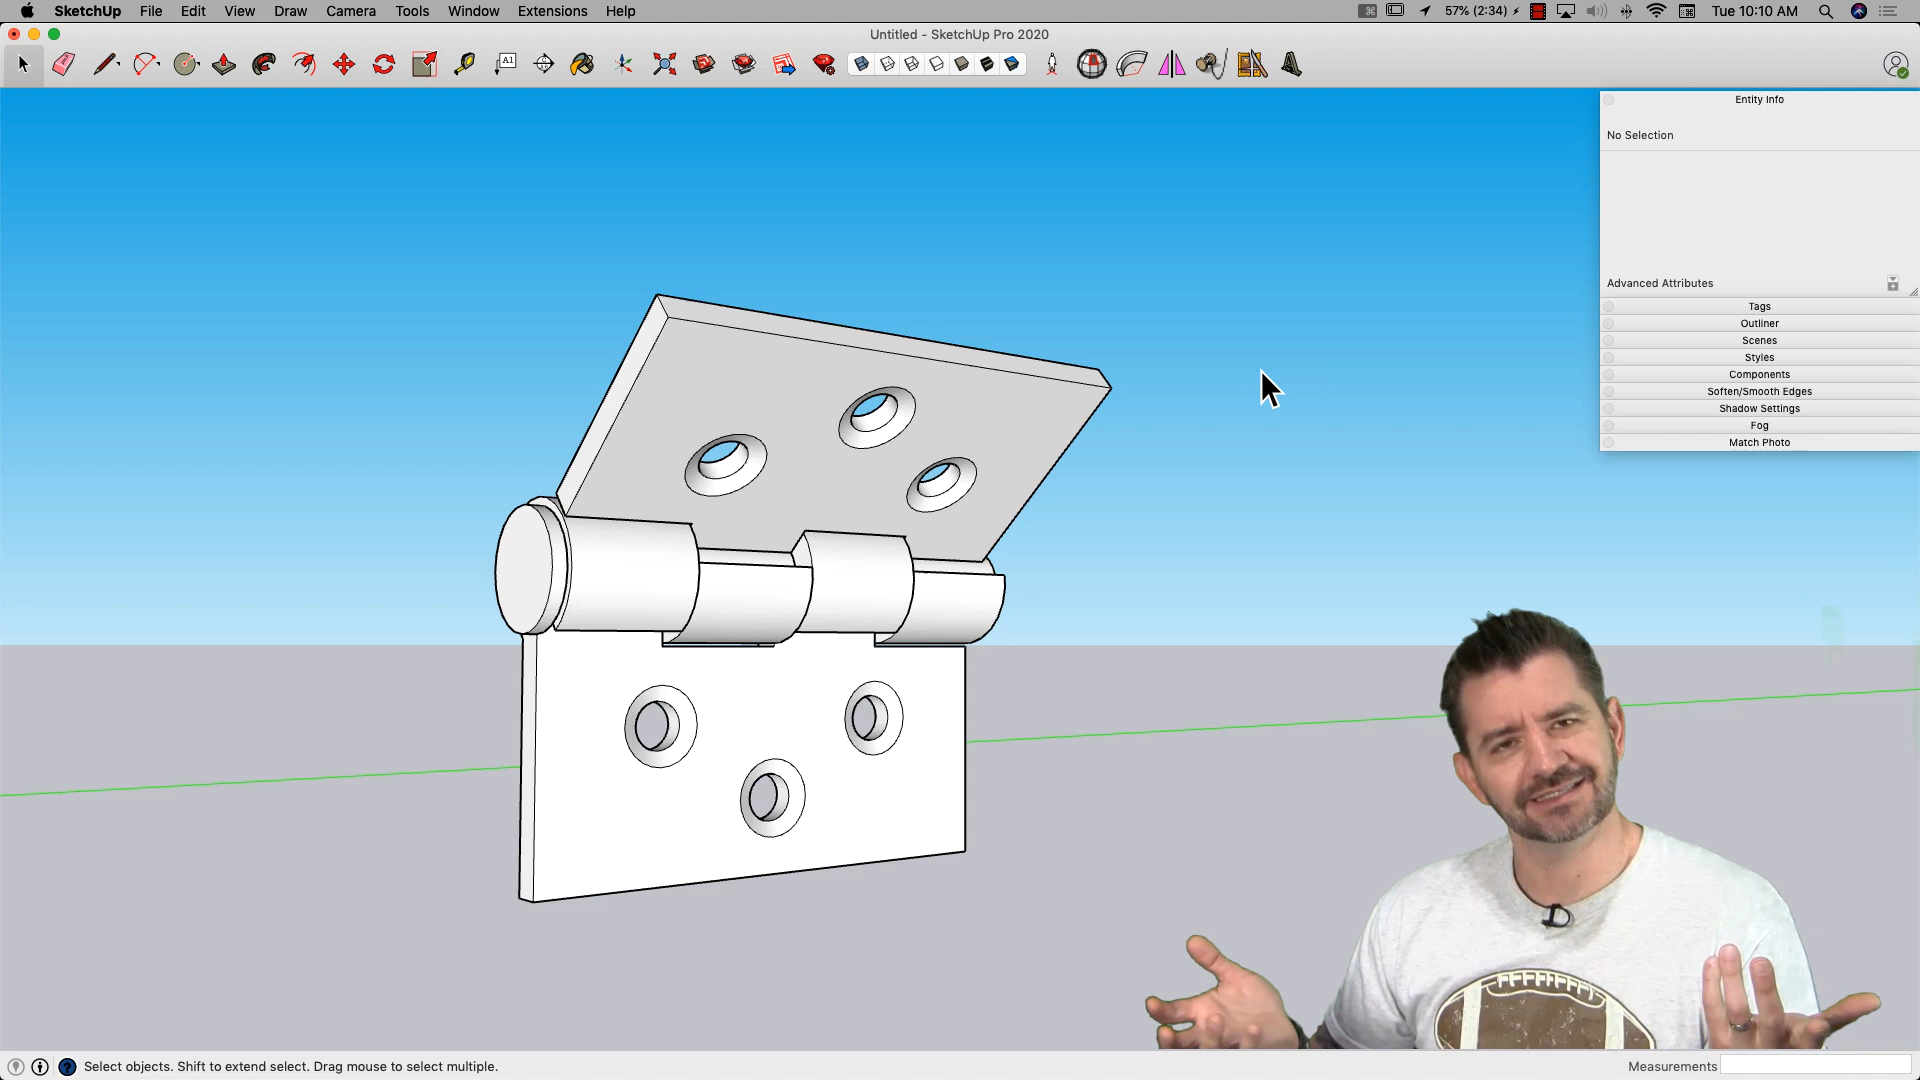 SketchUp File Edit View Draw Camera Tools Window Extensions Help 57% (2:34) Tue 10:10 AM
Untitled - SketchUp Pro 2020
A1
Entity Info
No Selection
Advanced Attributes
Tags
Outliner
Scenes
Styles
Components
Soften/Smooth Edges
Shadow Settings
Fog
Match Photo
Select objects. Shift to extend select. Drag mouse to select multiple.
Measurements